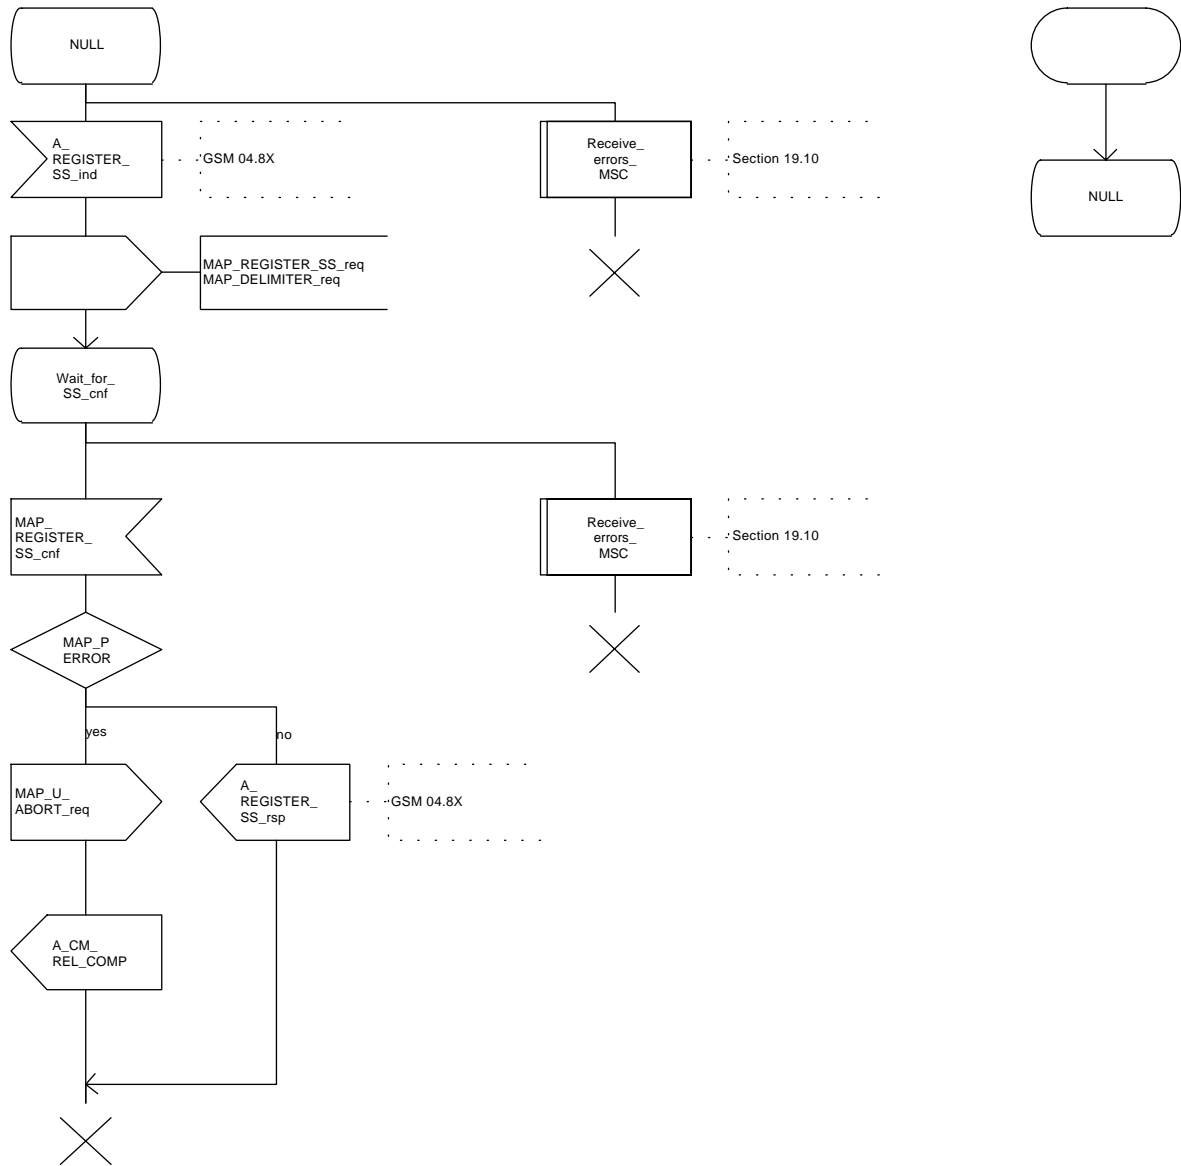 NULL
A_
REGISTER_
SS_ind
GSM 04.8X
Receive_
errors_
MSC
Section 19.10
NULL
MAP_REGISTER_SS_req
MAP_DELIMITER_req
Wait_for_
SS_cnf
MAP_
REGISTER_
SS_cnf
Receive_
errors_
MSC
Section 19.10
MAP_P
ERROR
yes
no
MAP_U_
ABORT_req
A_
REGISTER_
SS_rsp
GSM 04.8X
A_CM_
REL_COMP